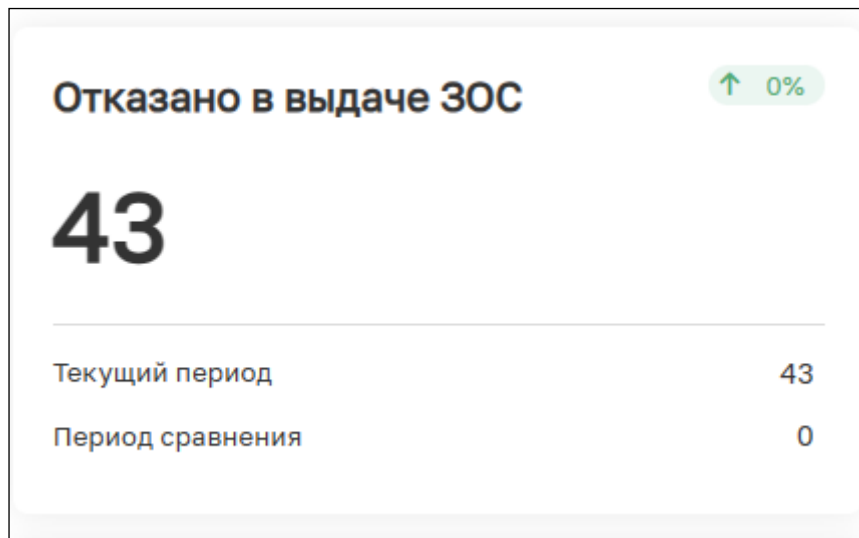 Отказано в выдаче ЗОС
↑ 0%
43
Текущий период 43
Период сравнения 0